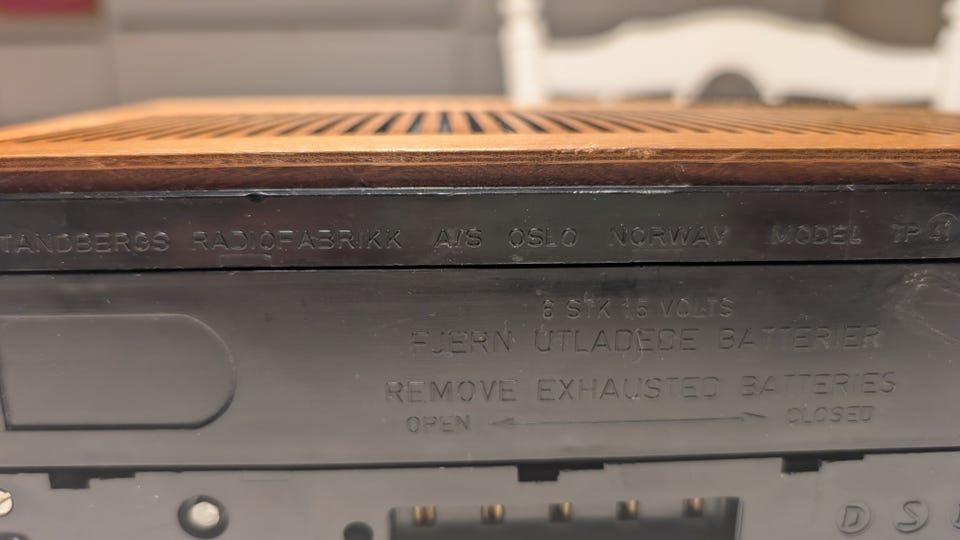 TANDBERGS RADIOFABRIKK A/S OSLO NORWAY MODEL TP 41
6 STK 1.5 VOLTS
FJERN UTLADEDE BATTERIER
REMOVE EXHAUSTED BATTERIES
OPEN CLOSED
D S